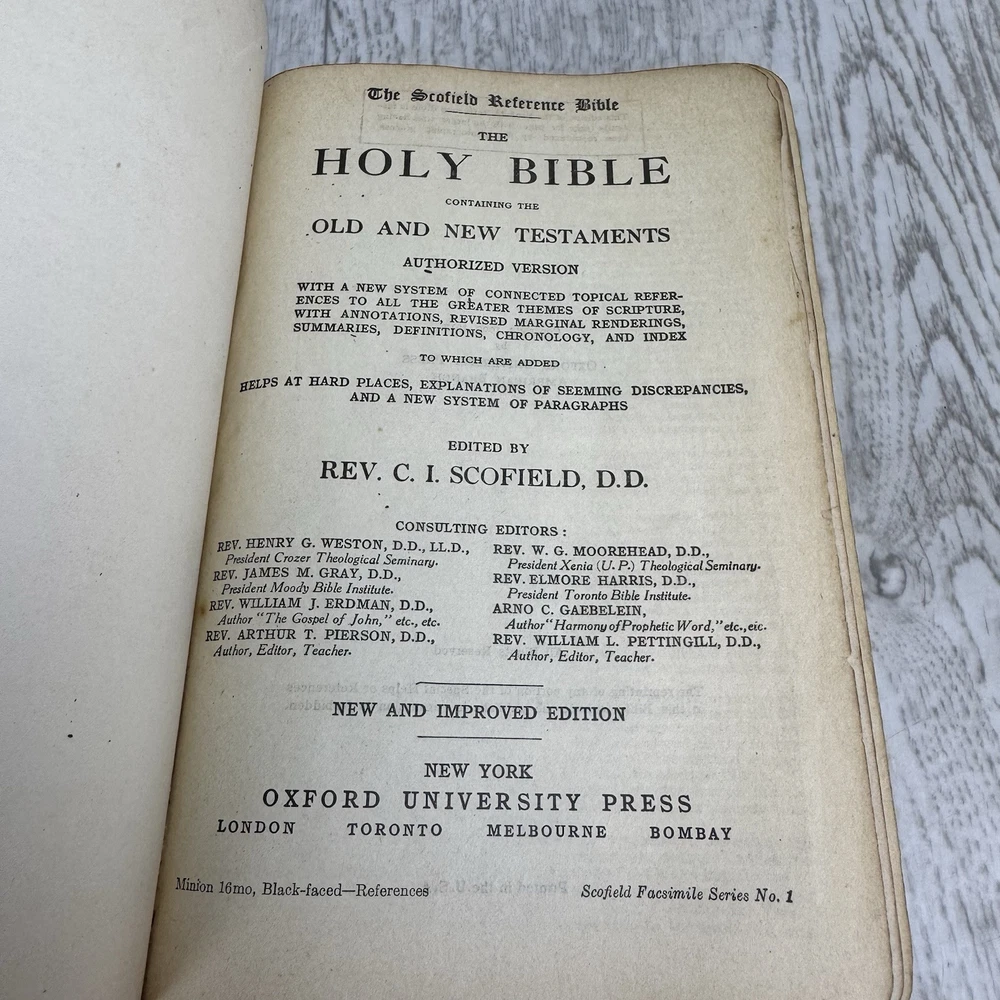 The Scofield Reference Bible
THE
HOLY BIBLE
CONTAINING THE
OLD AND NEW TESTAMENTS
AUTHORIZED VERSION
WITH A NEW SYSTEM OF CONNECTED TOPICAL REFER-
ENCES TO ALL THE GREATER THEMES OF SCRIPTURE,
WITH ANNOTATIONS, REVISED MARGINAL RENDERINGS,
SUMMARIES, DEFINITIONS, CHRONOLOGY, AND INDEX
TO WHICH ARE ADDED
HELPS AT HARD PLACES, EXPLANATIONS OF SEEMING DISCREPANCIES,
AND A NEW SYSTEM OF PARAGRAPHS
EDITED BY
REV. C. I. SCOFIELD, D.D.
CONSULTING EDITORS:
REV. HENRY G. WESTON, D.D., LL.D.,
President Crozer Theological Seminary.
REV. JAMES M. GRAY, D.D.,
President Moody Bible Institute.
REV. WILLIAM J. ERDMAN, D.D.,
Author "The Gospel of John," etc., etc.
REV. ARTHUR T. PIERSON, D.D.,
Author, Editor, Teacher.
REV. W. G. MOOREHEAD, D.D.,
President Xenia (U. P.) Theological Seminary.
REV. ELMORE HARRIS, D.D.,
President Toronto Bible Institute.
ARNO C. GAEBELEIN,
Author "Harmony of Prophetic Word," etc., etc.
REV. WILLIAM L. PETTINGILL, D.D.,
Author, Editor, Teacher.
NEW AND IMPROVED EDITION
NEW YORK
OXFORD UNIVERSITY PRESS
LONDON TORONTO MELBOURNE BOMBAY
Minion 16mo, Black-faced—References
Scofield Facsimile Series No. 1